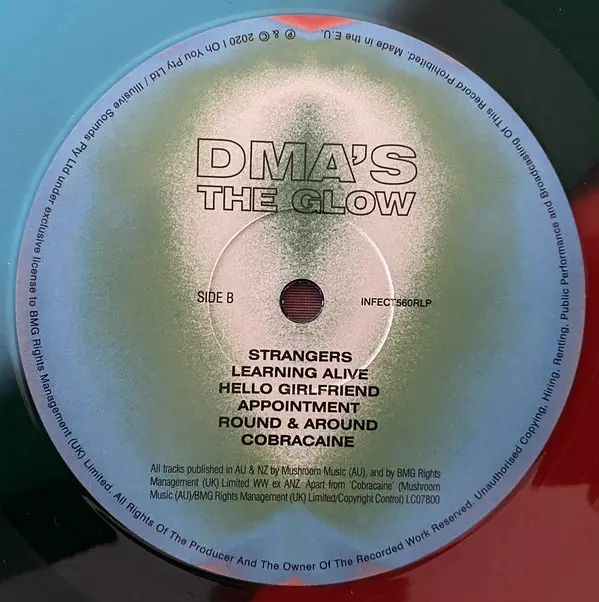 DMA'S
THE GLOW
SIDE B
INFECT560RLP
STRANGERS
LEARNING ALIVE
HELLO GIRLFRIEND
APPOINTMENT
ROUND & AROUND
COBRACAINE
All tracks published in AU & NZ by Mushroom Music (AU), and by BMG Rights
Management (UK) Limited WW ex ANZ. Apart from 'Cobracaine' (Mushroom
Music (AU)/BMG Rights Management (UK) Limited/Copyright Control) LC07800
℗ & © 2020 I Oh You Pty Ltd / Illusive Sounds Pty Ltd under exclusive license to BMG Rights Management (UK) Limited. All Rights Of The Producer And The Owner Of The Recorded Work Reserved. Unauthorised Copying, Hiring, Renting, Public Performance and Broadcasting Of This Record Prohibited. Made in the E.U.